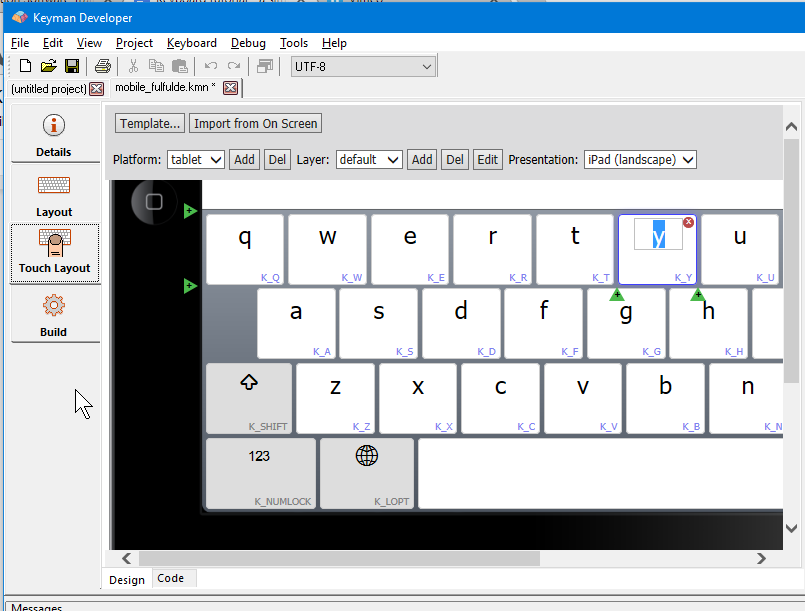 Keyman Developer
File Edit View Project Keyboard Debug Tools Help
UTF-8
(untitled project) mobile_fulfulde.kmn *
Details
Layout
Touch Layout
Build
Template... Import from On Screen
Platform: tablet Add Del Layer: default Add Del Edit Presentation: iPad (landscape)
q w e r t y u
K_Q K_W K_E K_R K_T K_Y K_U
a s d f g h
K_A K_S K_D K_F K_G K_H
z x c v b n
K_SHIFT K_Z K_X K_C K_V K_B K_N
123
K_NUMLOCK K_LOPT
Design Code
Messages